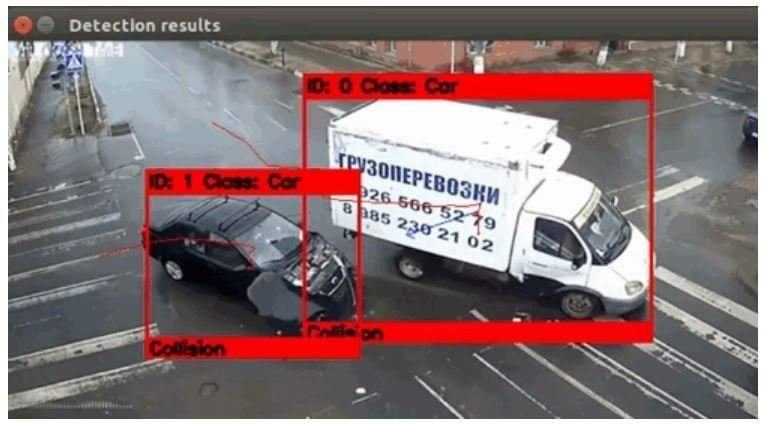 Detection results
ID: 0 Class: Car
ГРУЗОПЕРЕВОЗКИ
926 566 52 79
8 985 230 21 02
ID: 1 Class: Car
Collision
Collision